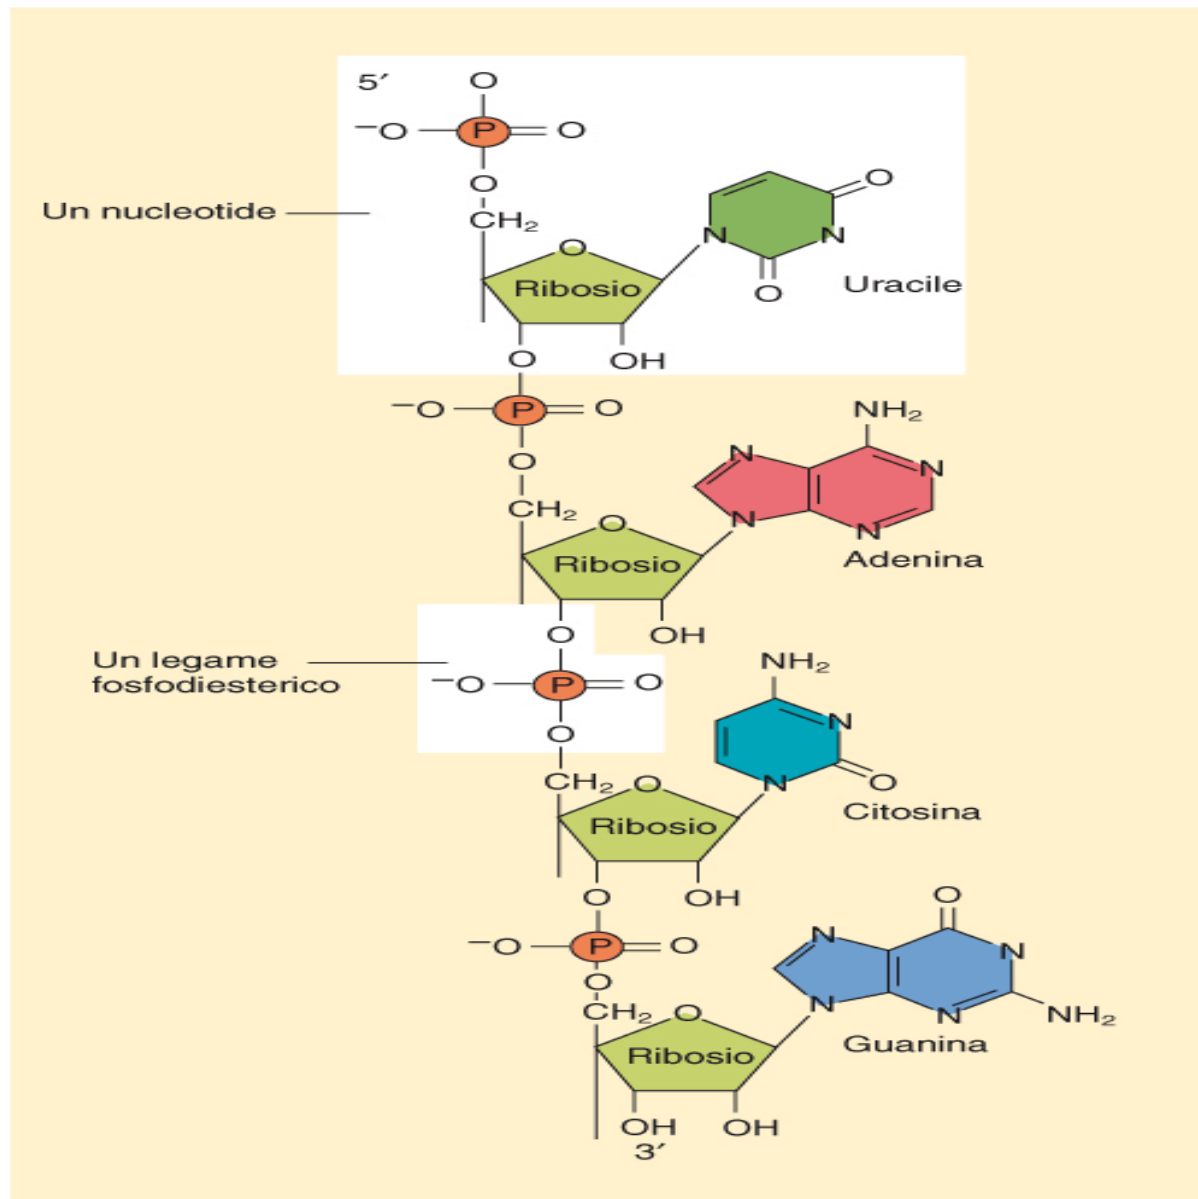 5′
O
⁻O P O
O
CH₂
Un nucleotide
O
N N
O
O
Ribosio
Uracile
O OH
⁻O P O
O
CH₂
NH₂
N N
N N
O
Ribosio
Adenina
O OH
Un legame
fosfodiesterico
⁻O P O
O
CH₂
NH₂
N
N O
O
Ribosio
Citosina
O OH
⁻O P O
O
CH₂
O
N N
N N NH₂
O
Ribosio
Guanina
OH OH
3′